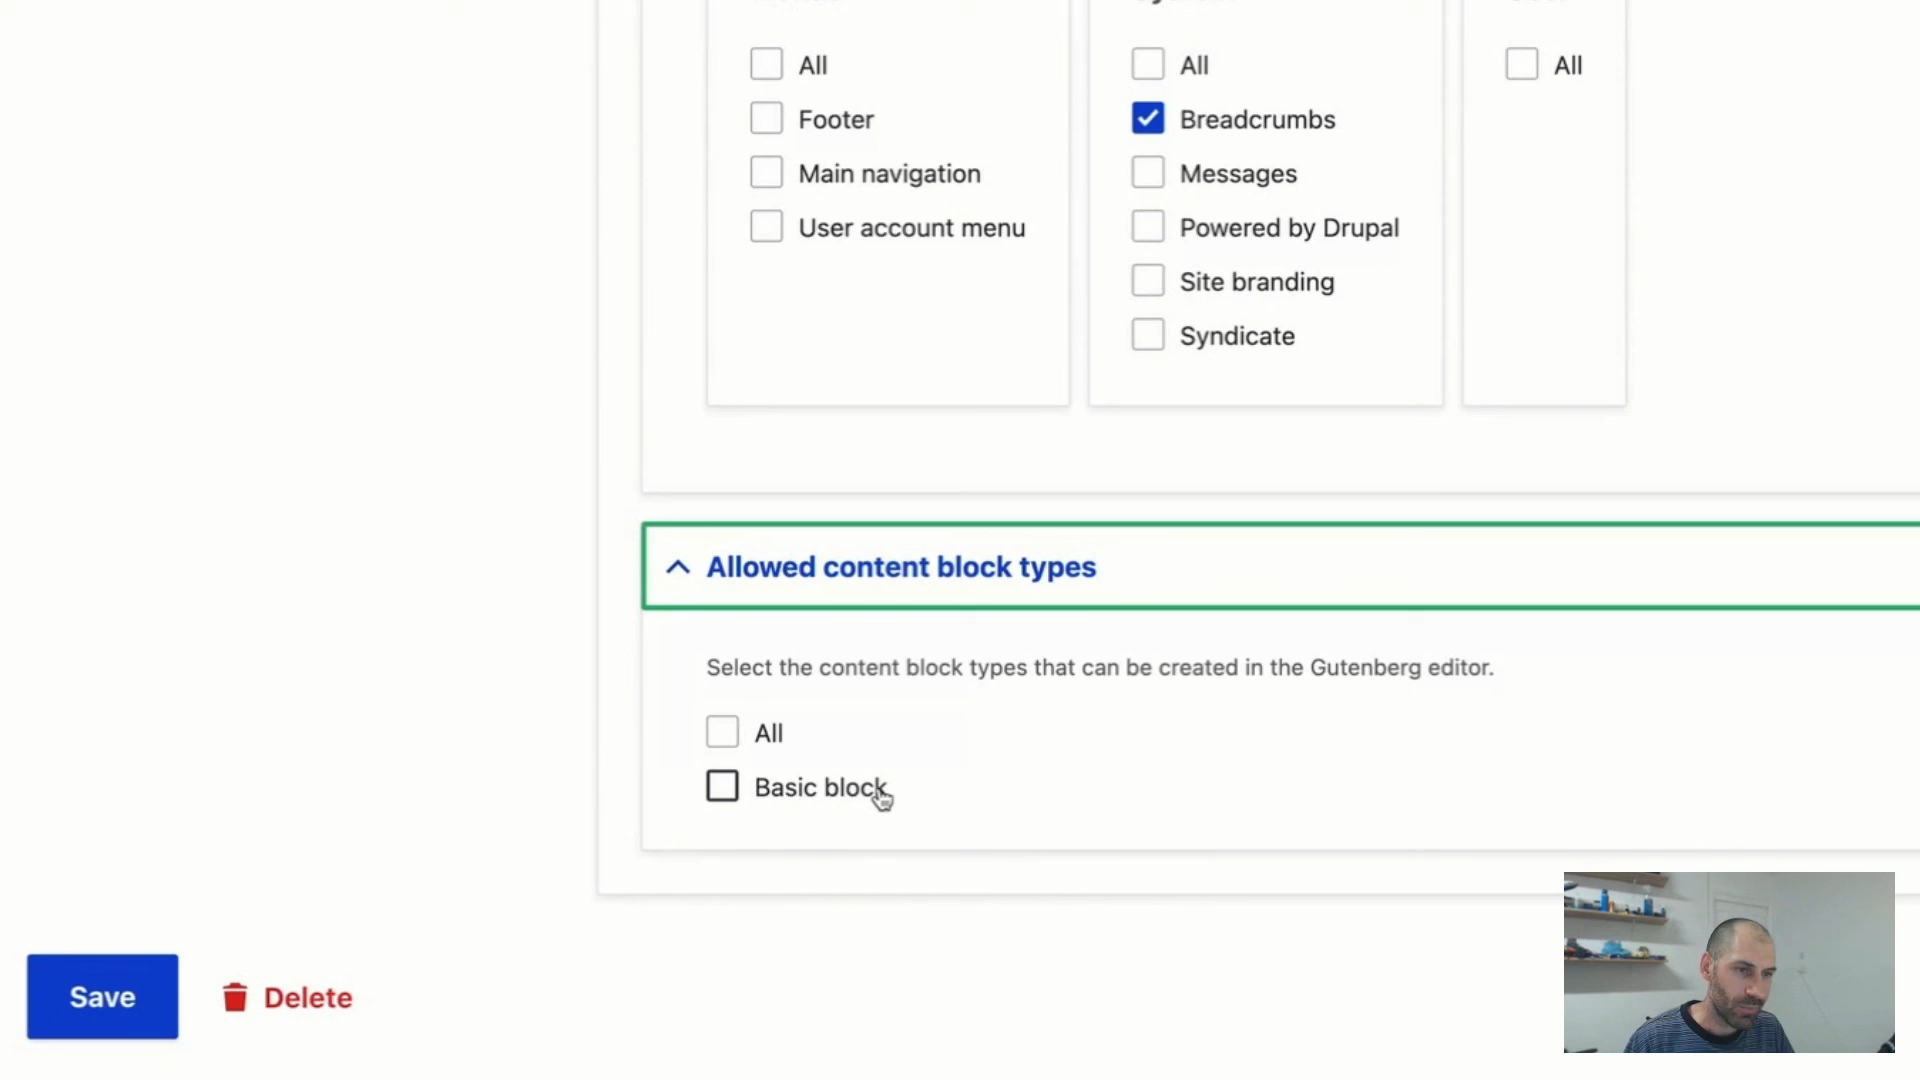 All
Footer
Main navigation
User account menu
All
Breadcrumbs
Messages
Powered by Drupal
Site branding
Syndicate
All
Allowed content block types
Select the content block types that can be created in the Gutenberg editor.
All
Basic block
Save
Delete